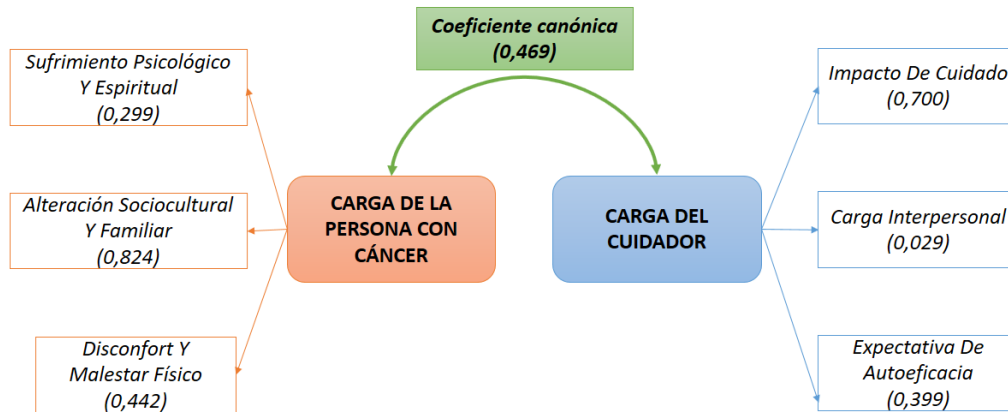 Coeficiente canónica
(0,469)
Sufrimiento Psicológico
Y Espiritual
(0,299)
Alteración Sociocultural
Y Familiar
(0,824)
Disconfort Y
Malestar Físico
(0,442)
CARGA DE LA
PERSONA CON
CÁNCER
CARGA DEL
CUIDADOR
Impacto De Cuidado
(0,700)
Carga Interpersonal
(0,029)
Expectativa De
Autoeficacia
(0,399)